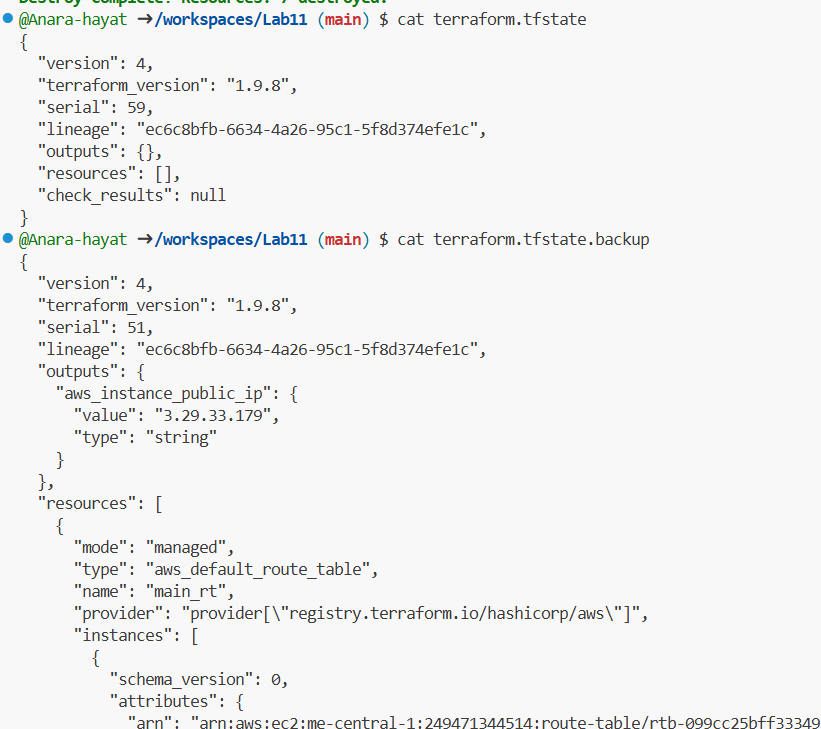 Destroy complete! Resources: 7 destroyed.
@Anara-hayat →/workspaces/Lab11 (main) $ cat terraform.tfstate
{
  "version": 4,
  "terraform_version": "1.9.8",
  "serial": 59,
  "lineage": "ec6c8bfb-6634-4a26-95c1-5f8d374efe1c",
  "outputs": {},
  "resources": [],
  "check_results": null
}
@Anara-hayat →/workspaces/Lab11 (main) $ cat terraform.tfstate.backup
{
  "version": 4,
  "terraform_version": "1.9.8",
  "serial": 51,
  "lineage": "ec6c8bfb-6634-4a26-95c1-5f8d374efe1c",
  "outputs": {
    "aws_instance_public_ip": {
      "value": "3.29.33.179",
      "type": "string"
    }
  },
  "resources": [
    {
      "mode": "managed",
      "type": "aws_default_route_table",
      "name": "main_rt",
      "provider": "provider[\"registry.terraform.io/hashicorp/aws\"]",
      "instances": [
        {
          "schema_version": 0,
          "attributes": {
            "arn": "arn:aws:ec2:me-central-1:249471344514:route-table/rtb-099cc25bff33349